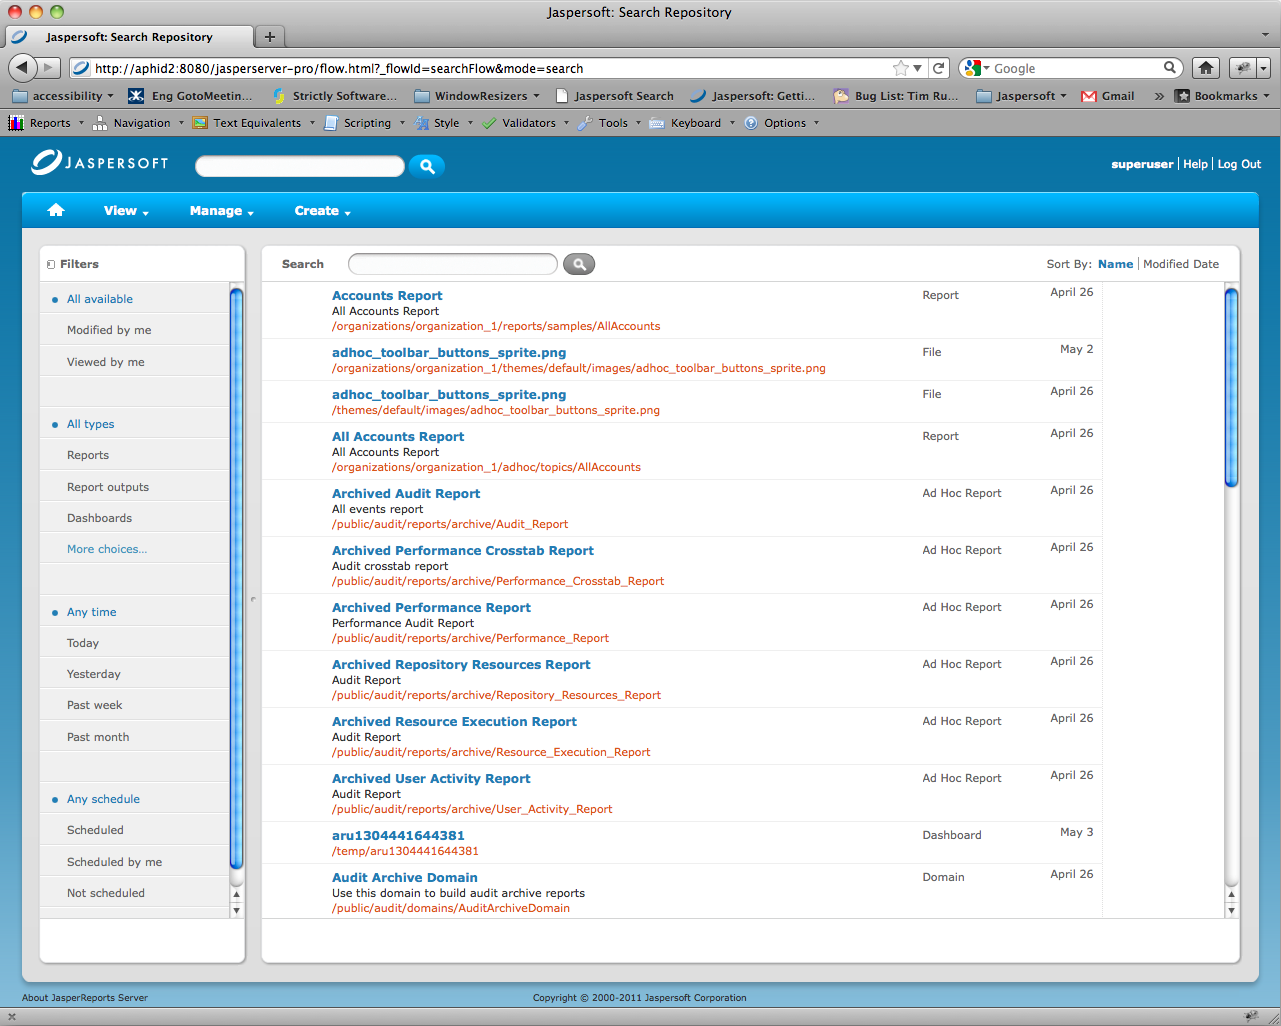 Jaspersoft: Search Repository
Jaspersoft: Search Repository
http://aphid2:8080/jasperserver-pro/flow.html?_flowId=searchFlow&mode=search
Google
accessibility
Eng GotoMeetin...
Strictly Software...
WindowResizers
Jaspersoft Search
Jaspersoft: Getti...
Bug List: Tim Ru...
Jaspersoft
Gmail
»
Bookmarks
Reports
Navigation
Text Equivalents
Scripting
Style
Validators
Tools
Keyboard
Options
JASPERSOFT
superuser | Help | Log Out
View
Manage
Create
Filters
All available
Modified by me
Viewed by me
All types
Reports
Report outputs
Dashboards
More choices...
Any time
Today
Yesterday
Past week
Past month
Any schedule
Scheduled
Scheduled by me
Not scheduled
Search
Sort By: Name | Modified Date
Accounts Report
All Accounts Report
/organizations/organization_1/reports/samples/AllAccounts
Report
April 26
adhoc_toolbar_buttons_sprite.png
/organizations/organization_1/themes/default/images/adhoc_toolbar_buttons_sprite.png
File
May 2
adhoc_toolbar_buttons_sprite.png
/themes/default/images/adhoc_toolbar_buttons_sprite.png
File
April 26
All Accounts Report
All Accounts Report
/organizations/organization_1/adhoc/topics/AllAccounts
Report
April 26
Archived Audit Report
All events report
/public/audit/reports/archive/Audit_Report
Ad Hoc Report
April 26
Archived Performance Crosstab Report
Audit crosstab report
/public/audit/reports/archive/Performance_Crosstab_Report
Ad Hoc Report
April 26
Archived Performance Report
Performance Audit Report
/public/audit/reports/archive/Performance_Report
Ad Hoc Report
April 26
Archived Repository Resources Report
Audit Report
/public/audit/reports/archive/Repository_Resources_Report
Ad Hoc Report
April 26
Archived Resource Execution Report
Audit Report
/public/audit/reports/archive/Resource_Execution_Report
Ad Hoc Report
April 26
Archived User Activity Report
Audit Report
/public/audit/reports/archive/User_Activity_Report
Ad Hoc Report
April 26
aru1304441644381
/temp/aru1304441644381
Dashboard
May 3
Audit Archive Domain
Use this domain to build audit archive reports
/public/audit/domains/AuditArchiveDomain
Domain
April 26
About JasperReports Server
Copyright © 2000-2011 Jaspersoft Corporation